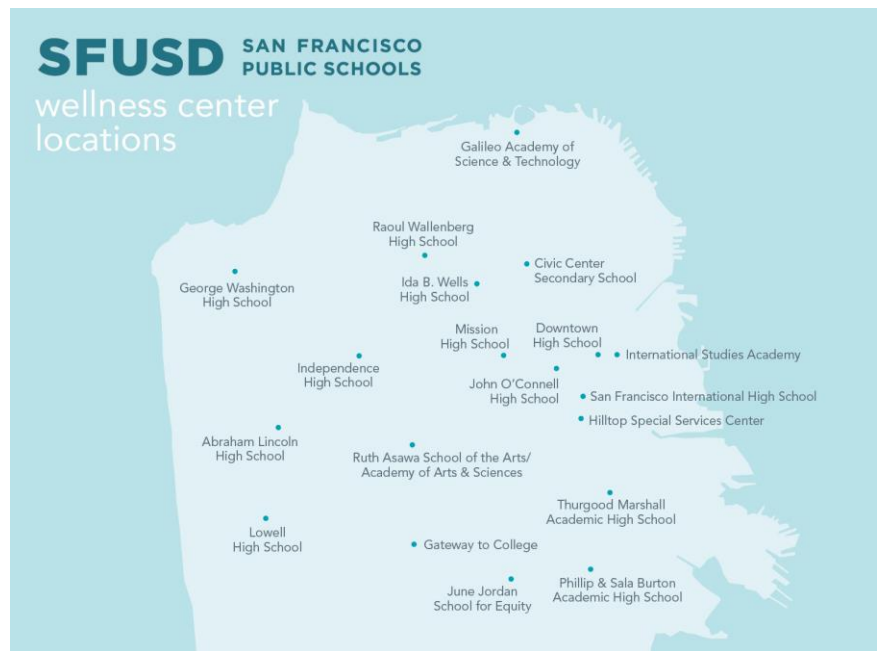 SFUSD
SAN FRANCISCO
PUBLIC SCHOOLS
wellness center
locations
Galileo Academy of
Science & Technology
Raoul Wallenberg
High School
Civic Center
Secondary School
George Washington
High School
Ida B. Wells
High School
Mission
High School
Downtown
High School
International Studies Academy
Independence
High School
John O'Connell
High School
San Francisco International High School
Hilltop Special Services Center
Abraham Lincoln
High School
Ruth Asawa School of the Arts/
Academy of Arts & Sciences
Thurgood Marshall
Academic High School
Lowell
High School
Gateway to College
June Jordan
School for Equity
Phillip & Sala Burton
Academic High School